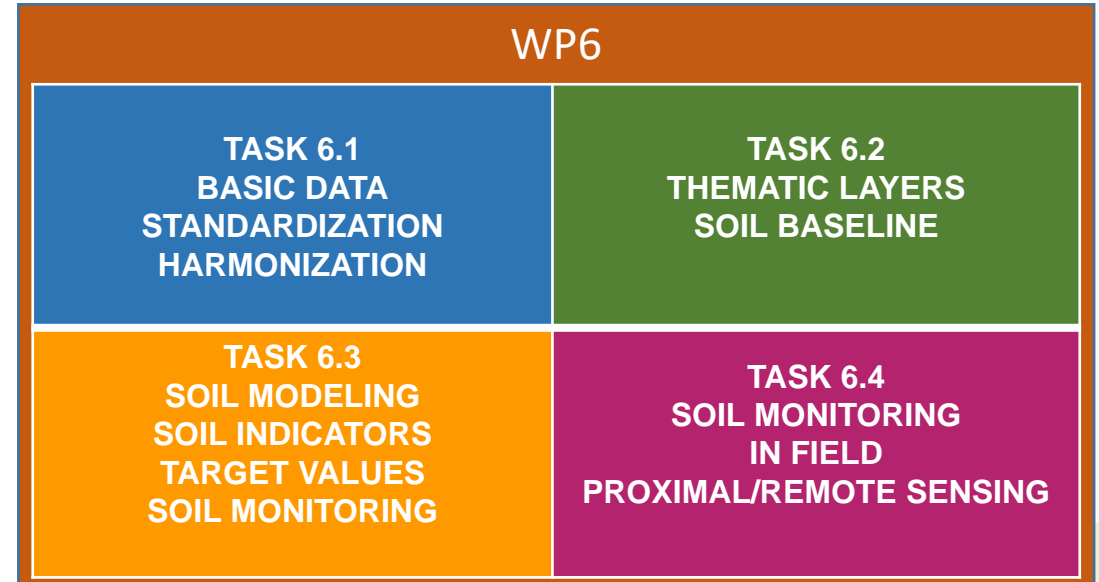 WP6
TASK 6.1
BASIC DATA
STANDARDIZATION
HARMONIZATION
TASK 6.2
THEMATIC LAYERS
SOIL BASELINE
TASK 6.3
SOIL MODELING
SOIL INDICATORS
TARGET VALUES
SOIL MONITORING
TASK 6.4
SOIL MONITORING
IN FIELD
PROXIMAL/REMOTE SENSING